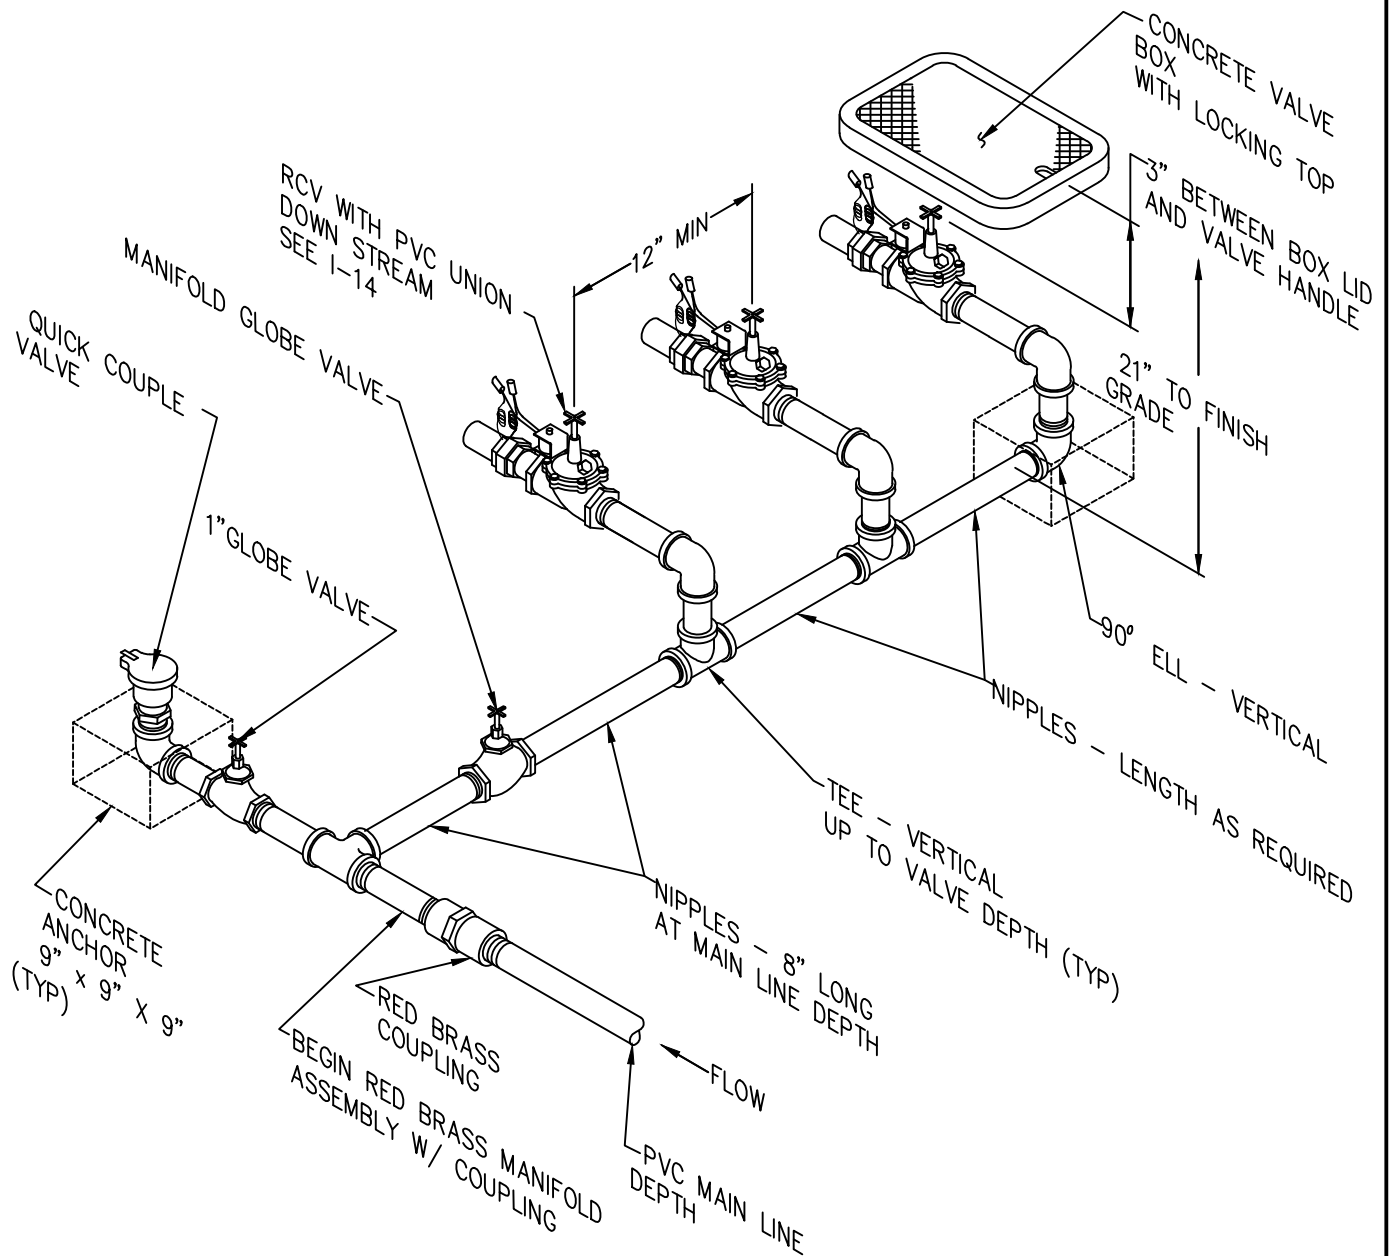 CONCRETE VALVE
BOX
WITH LOCKING TOP
3" BETWEEN BOX LID
AND VALVE HANDLE
RCV WITH PVC UNION
DOWN STREAM
SEE I-14
12" MIN
MANIFOLD GLOBE VALVE
QUICK COUPLE
VALVE
21" TO FINISH
GRADE
1"GLOBE VALVE
90° ELL - VERTICAL
NIPPLES - LENGTH AS REQUIRED
TEE - VERTICAL
UP TO VALVE DEPTH (TYP)
NIPPLES - 8" LONG
AT MAIN LINE DEPTH
CONCRETE
ANCHOR
9" x 9" X 9"
(TYP)
RED BRASS
COUPLING
BEGIN RED BRASS MANIFOLD
ASSEMBLY W/ COUPLING
FLOW
PVC MAIN LINE
DEPTH